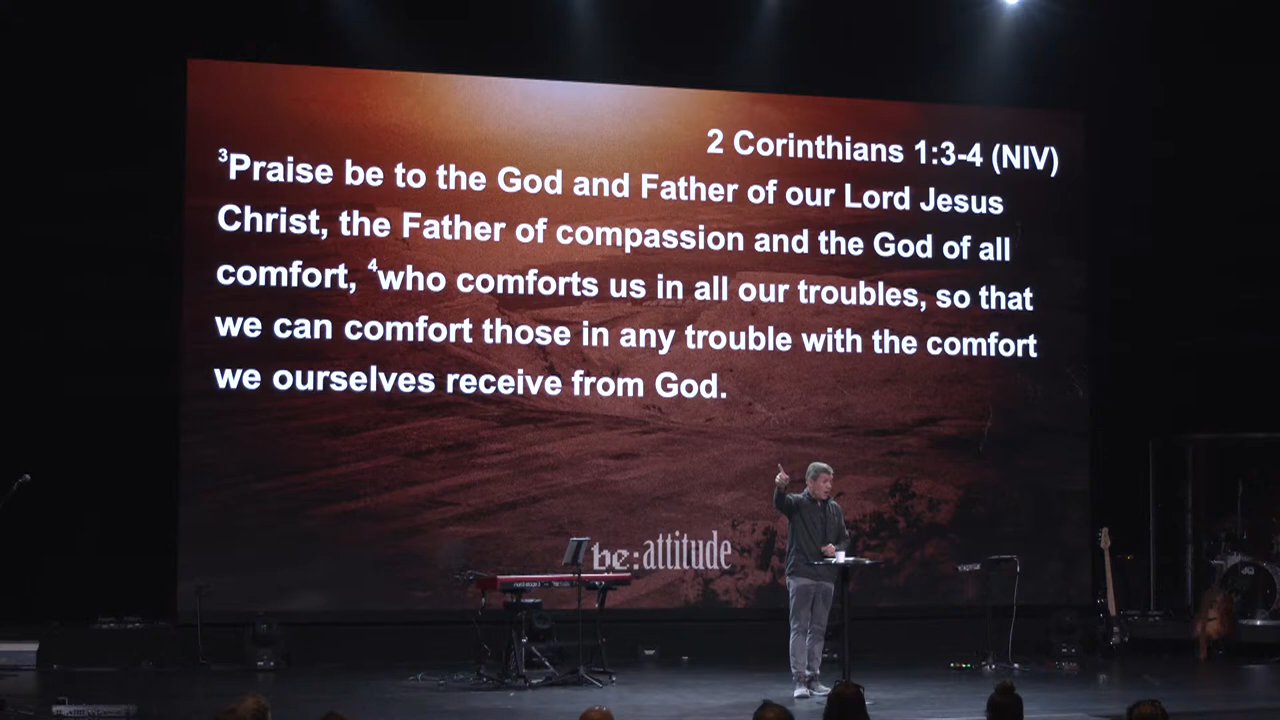 2 Corinthians 1:3-4 (NIV)
³Praise be to the God and Father of our Lord Jesus
Christ, the Father of compassion and the God of all
comfort, ⁴who comforts us in all our troubles, so that
we can comfort those in any trouble with the comfort
we ourselves receive from God.
be:attitude